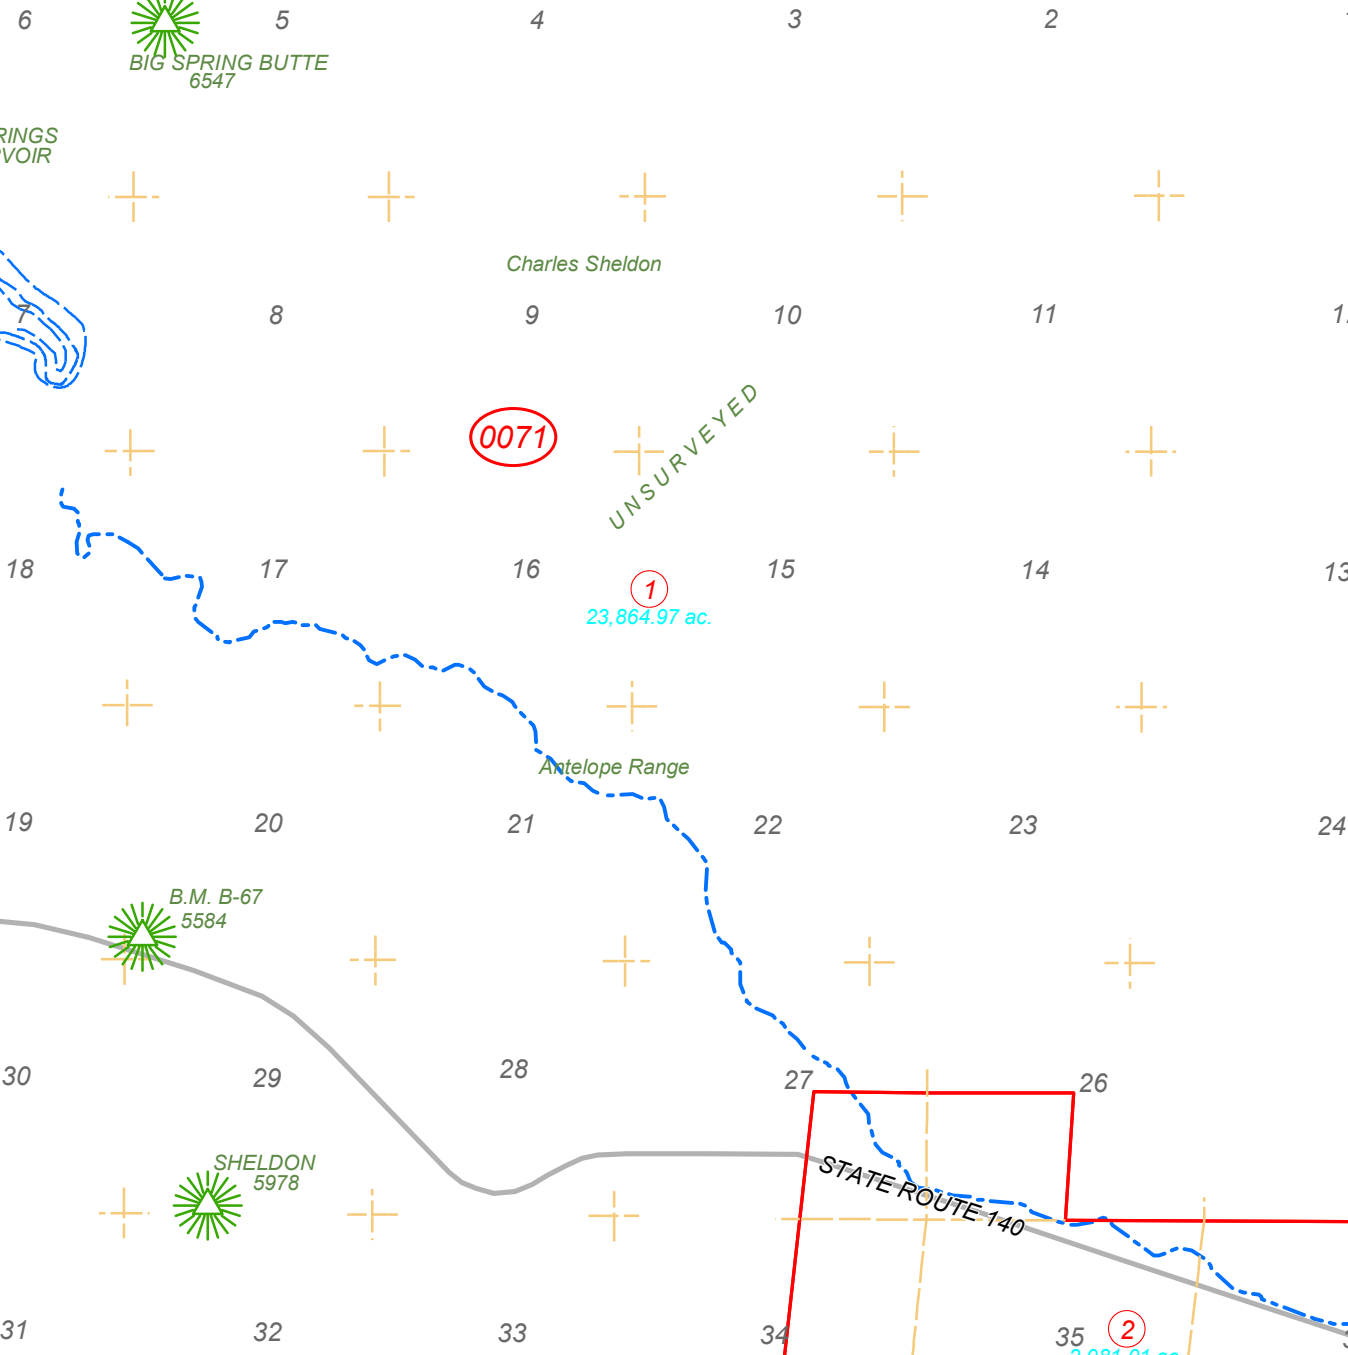 6 5 4 3 2
BIG SPRING BUTTE
6547
RINGS
VOIR
Charles Sheldon
7 8 9 10 11
0071
UNSURVEYED
18 17 16 15 14 13
1
23,864.97 ac.
Antelope Range
19 20 21 22 23 24
B.M. B-67
5584
30 29 28 27 26
SHELDON
5978
STATE ROUTE 140
31 32 33 34 35
2